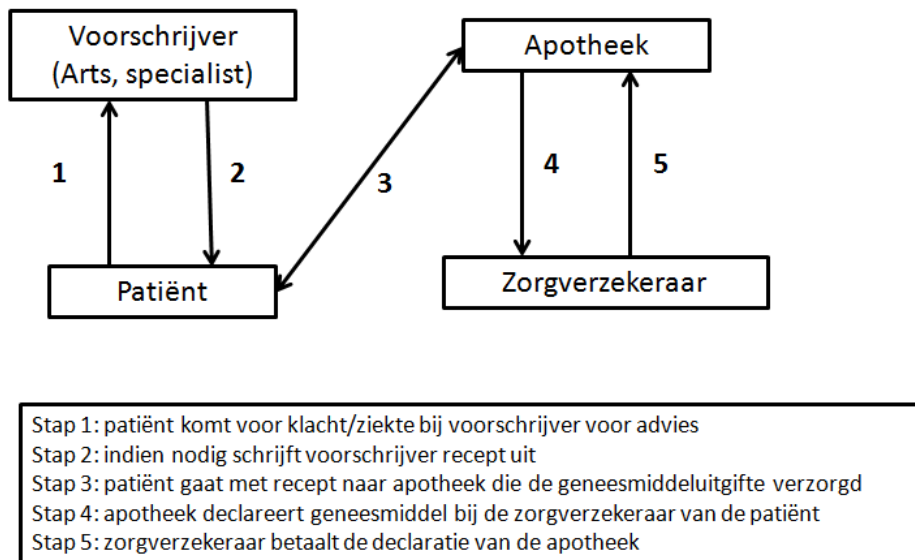 Voorschrijver
(Arts, specialist)
Apotheek
1
2
3
4
5
Patiënt
Zorgverzekeraar
Stap 1: patiënt komt voor klacht/ziekte bij voorschrijver voor advies
Stap 2: indien nodig schrijft voorschrijver recept uit
Stap 3: patiënt gaat met recept naar apotheek die de geneesmiddeluitgifte verzorgd
Stap 4: apotheek declareert geneesmiddel bij de zorgverzekeraar van de patiënt
Stap 5: zorgverzekeraar betaalt de declaratie van de apotheek